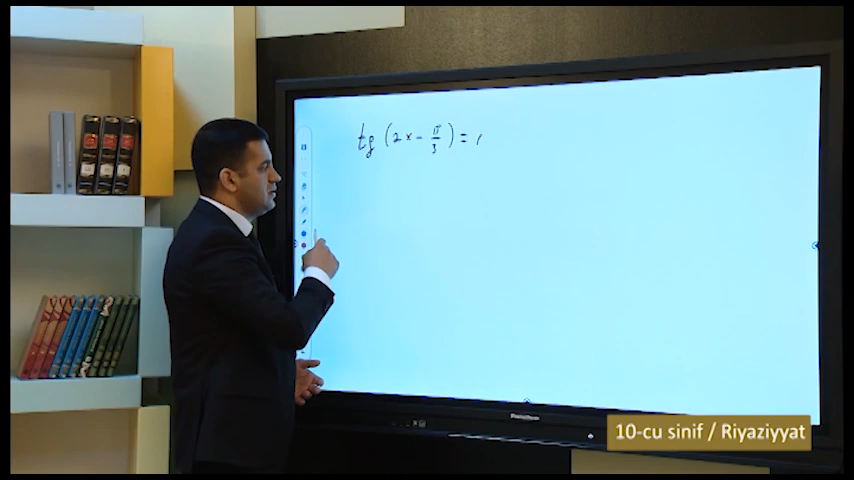 tg (2x - π/3) = 1
10-cu sinif / Riyaziyyat